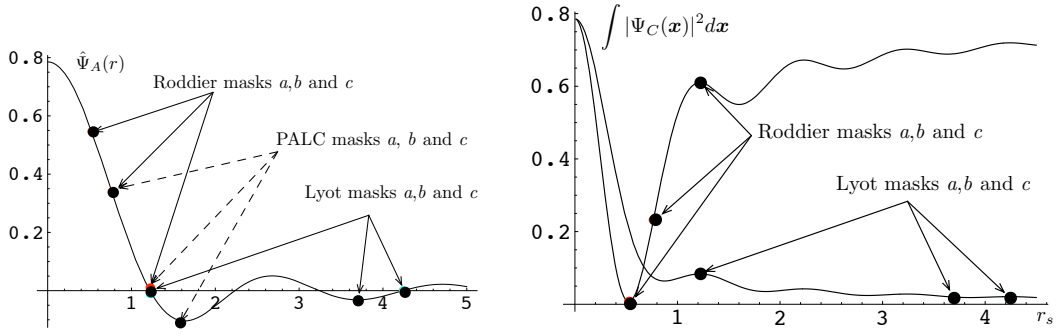 0.8
Ψ̂_A(r)
Roddier masks a,b and c
0.6
PALC masks a, b and c
0.4
Lyot masks a,b and c
0.2
1 2 3 4 5
0.8
∫ |Ψ_C(x)|²dx
0.6
Roddier masks a,b and c
0.4
Lyot masks a,b and c
0.2
1 2 3 4 r_s